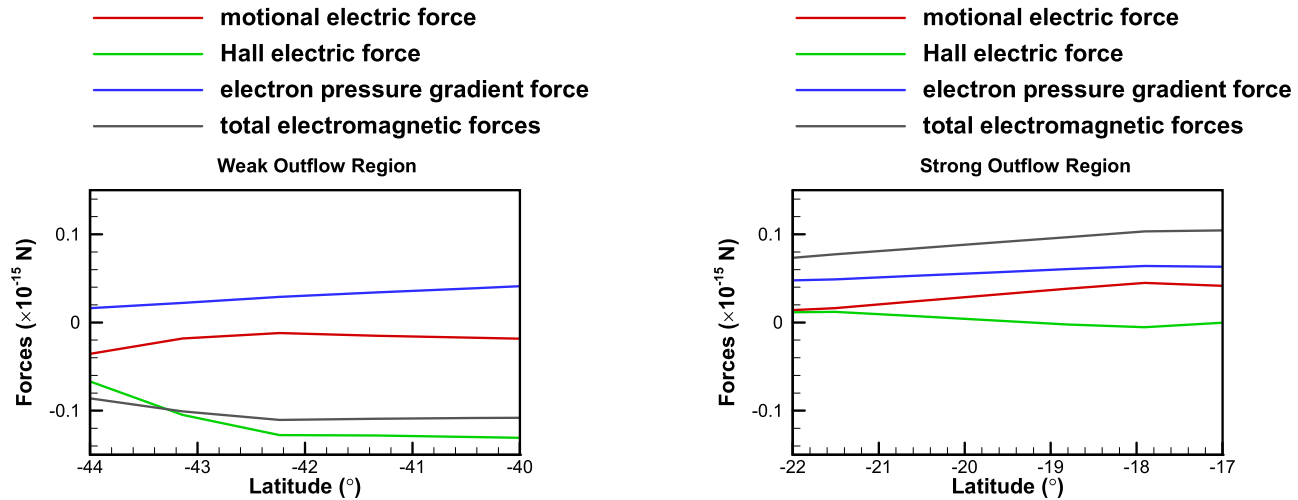 motional electric force
Hall electric force
electron pressure gradient force
total electromagnetic forces
Weak Outflow Region
0.1
0
-0.1
Forces (×10⁻¹⁵ N)
-44 -43 -42 -41 -40
Latitude (°)
motional electric force
Hall electric force
electron pressure gradient force
total electromagnetic forces
Strong Outflow Region
0.1
0
-0.1
Forces (×10⁻¹⁵ N)
-22 -21 -20 -19 -18 -17
Latitude (°)